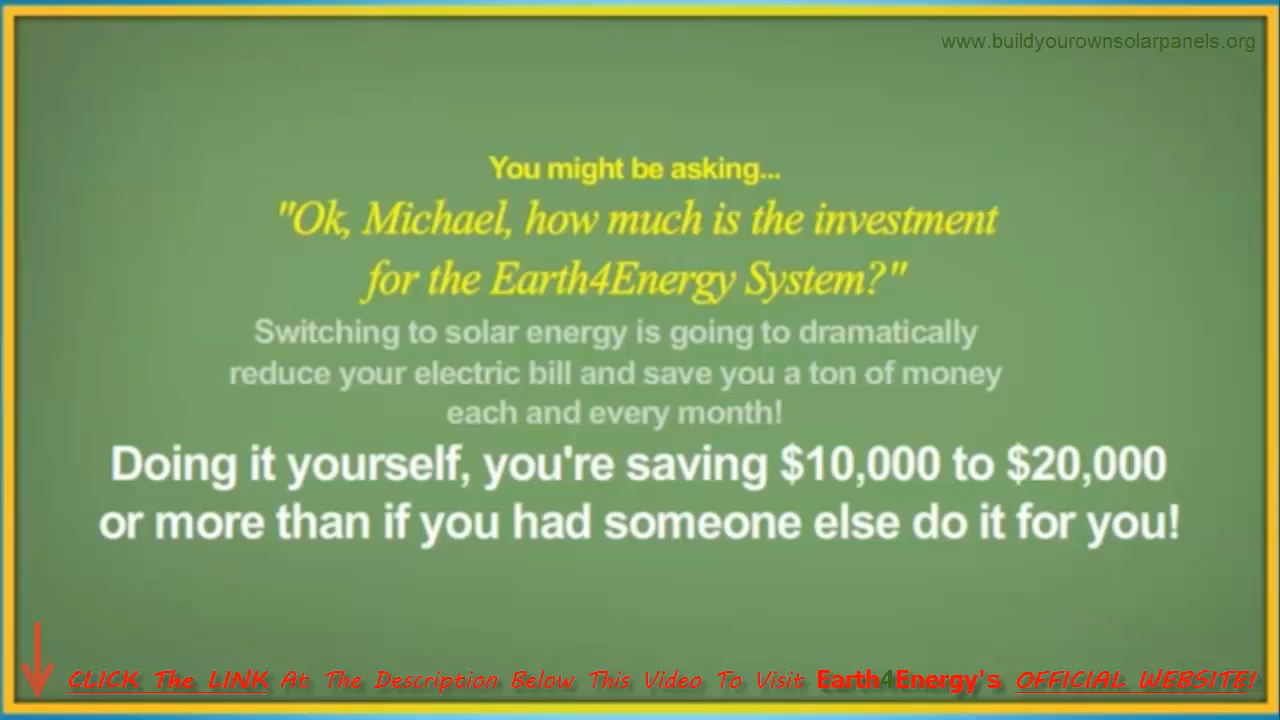 www.buildyourownsolarpanels.org
You might be asking...
"Ok, Michael, how much is the investment
for the Earth4Energy System?"
Switching to solar energy is going to dramatically
reduce your electric bill and save you a ton of money
each and every month!
Doing it yourself, you're saving $10,000 to $20,000
or more than if you had someone else do it for you!
CLICK The LINK At The Description Below This Video To Visit Earth4Energy's OFFICIAL WEBSITE!